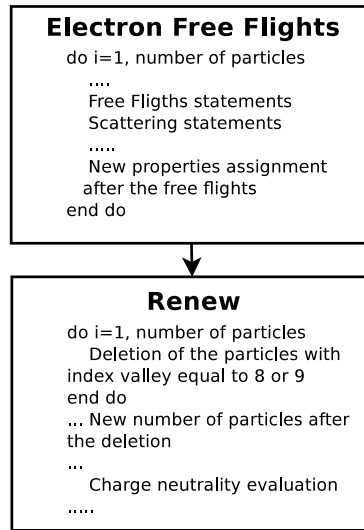 Electron Free Flights
do i=1, number of particles
....
Free Fligths statements
Scattering statements
.....
New properties assignment
after the free flights
end do
Renew
do i=1, number of particles
Deletion of the particles with
index valley equal to 8 or 9
end do
... New number of particles after
the deletion
...
Charge neutrality evaluation
.....